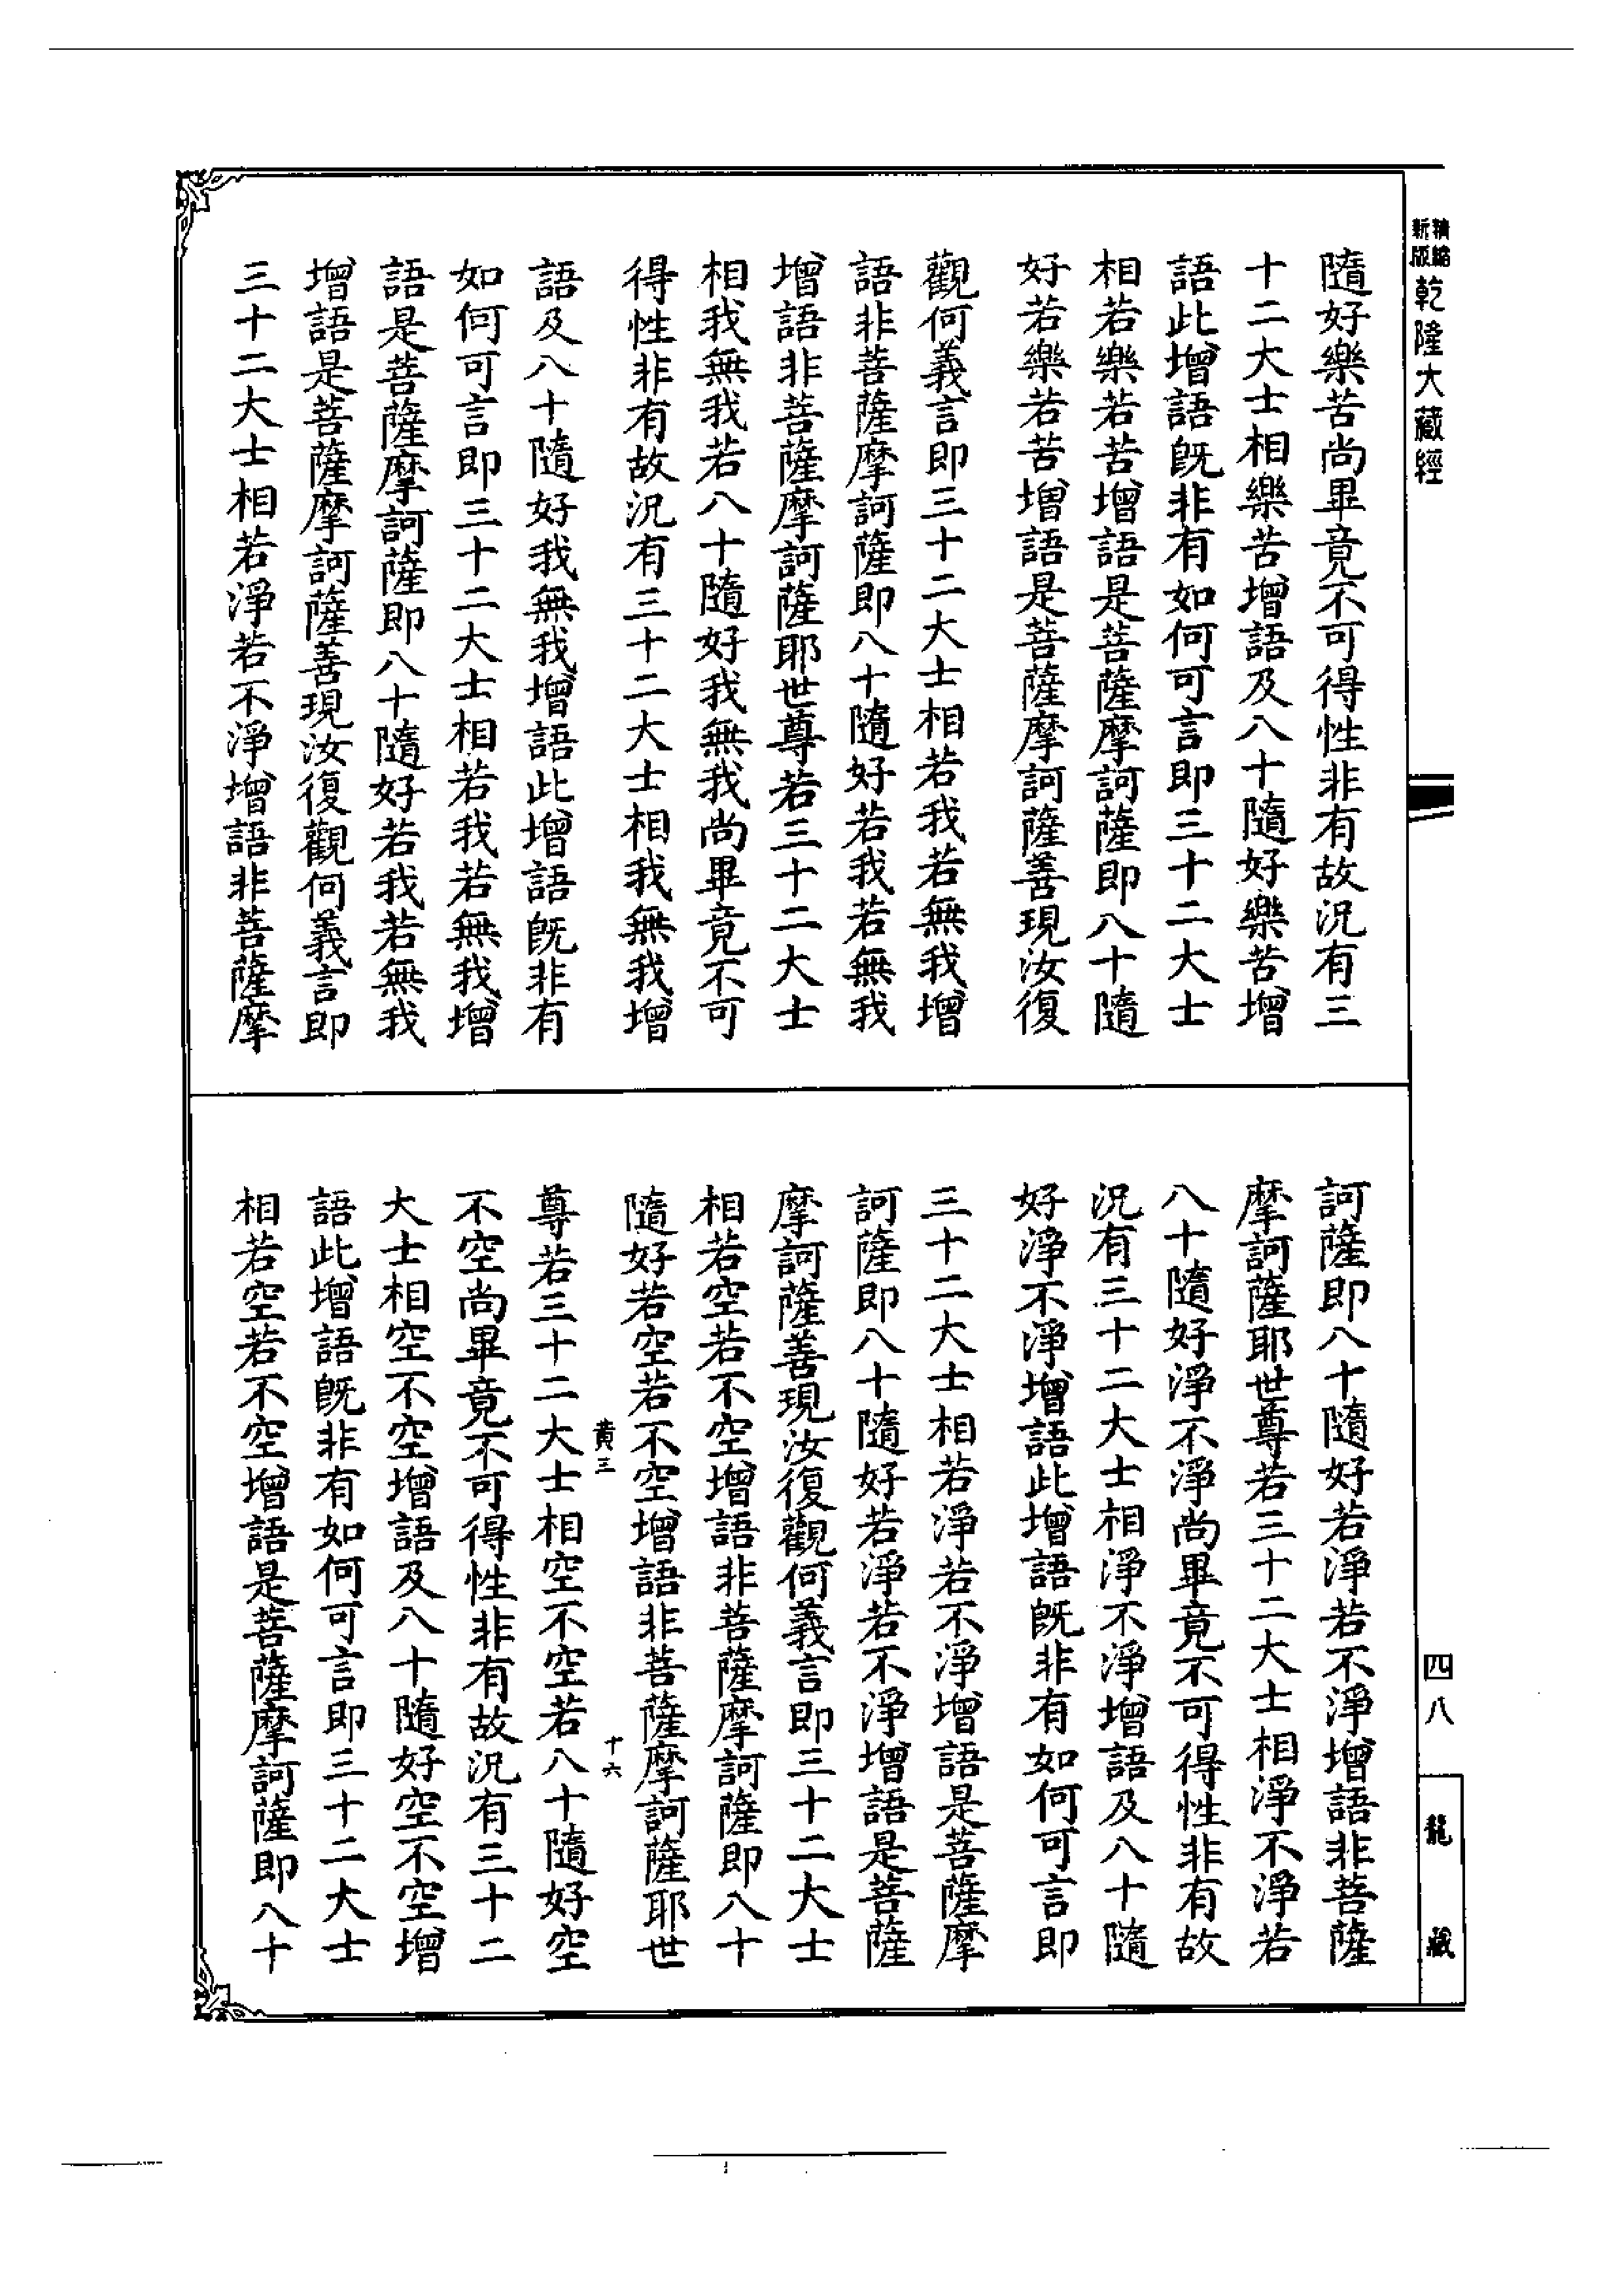 精縮
新版
乾隆大藏經
隨好樂苦尚畢竟不可得性非有故況有三
十二大士相樂苦增語及八十隨好樂苦增
語此增語旣非有如何可言即三十二大士
相若樂若苦增語是菩薩摩訶薩即八十隨
好若樂若苦增語是菩薩摩訶薩善現汝復
觀何義言即三十二大士相若我若無我增
語非菩薩摩訶薩即八十隨好若我若無我
增語非菩薩摩訶薩耶世尊若三十二大士
相我無我若八十隨好我無我尚畢竟不可
得性非有故況有三十二大士相我無我增
語及八十隨好我無我增語此增語旣非有
如何可言即三十二大士相若我若無我增
語是菩薩摩訶薩即八十隨好若我若無我
增語是菩薩摩訶薩善現汝復觀何義言即
三十二大士相若淨若不淨增語非菩薩摩
訶薩即八十隨好若淨若不淨增語非菩薩
摩訶薩耶世尊若三十二大士相淨不淨若
八十隨好淨不淨尚畢竟不可得性非有故
況有三十二大士相淨不淨增語及八十隨
好淨不淨增語此增語旣非有如何可言即
三十二大士相若淨若不淨增語是菩薩摩
訶薩即八十隨好若淨若不淨增語是菩薩
摩訶薩善現汝復觀何義言即三十二大士
相若空若不空增語非菩薩摩訶薩即八十
隨好若空若不空增語非菩薩摩訶薩耶世
黃三 十六
尊若三十二大士相空不空若八十隨好空
不空尚畢竟不可得性非有故況有三十二
大士相空不空增語及八十隨好空不空增
語此增語旣非有如何可言即三十二大士
相若空若不空增語是菩薩摩訶薩即八十
四八
龍藏